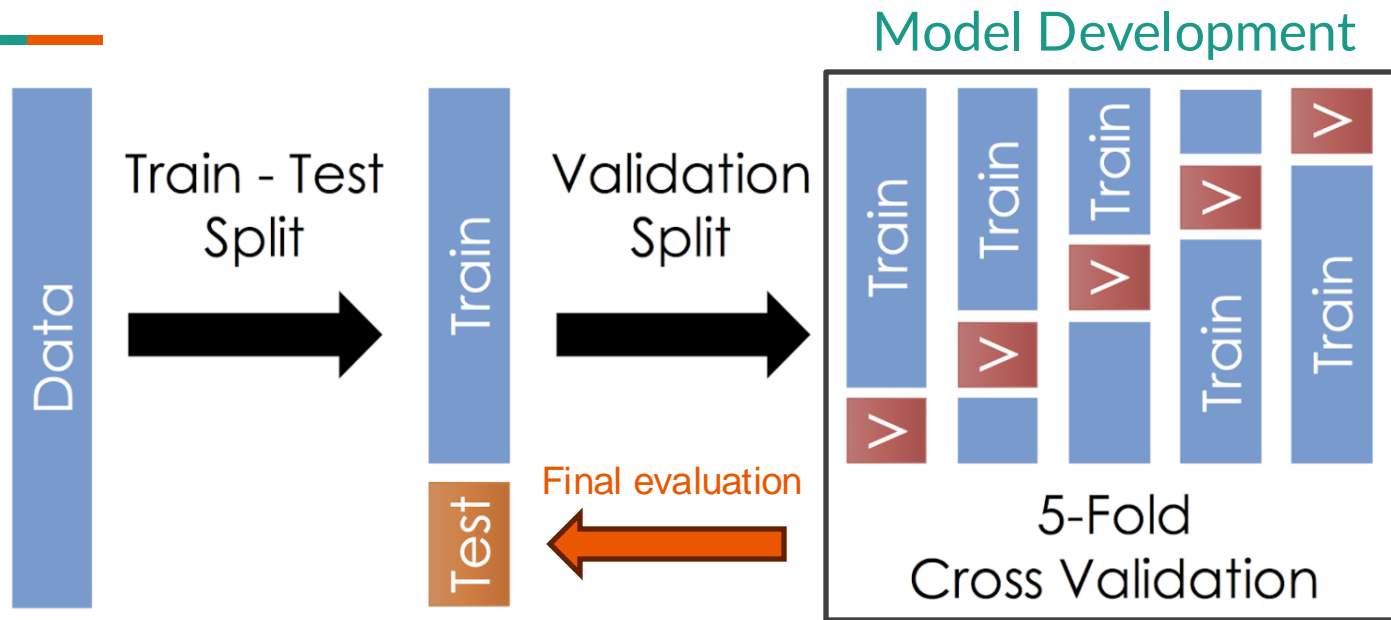 Model Development
Data
Train - Test
Split
Train
Test
Validation
Split
Final evaluation
Train
V
Train
V
Train
V
V
Train
V
Train
5-Fold
Cross Validation